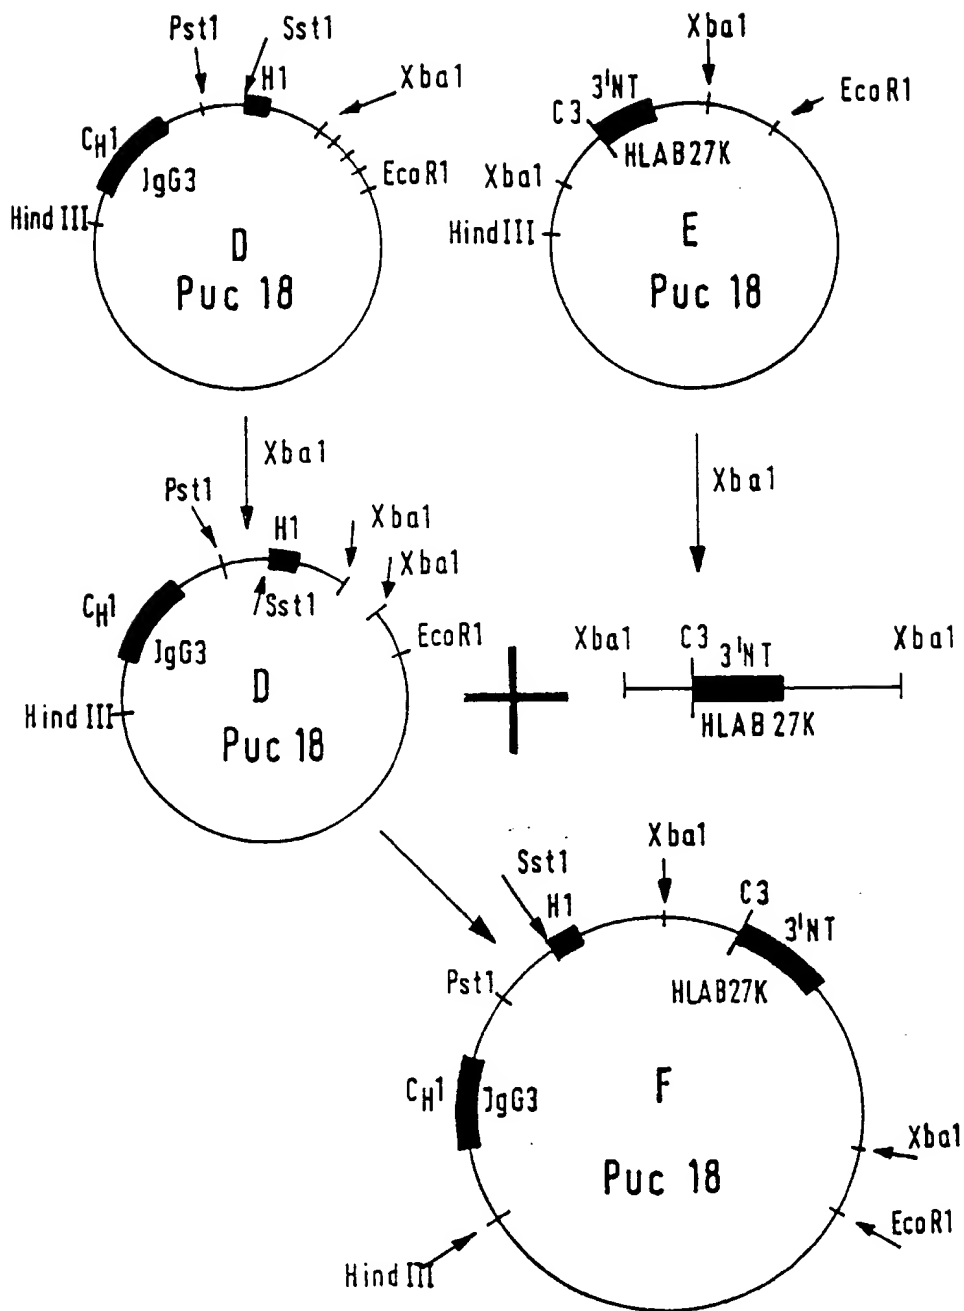 Pst1
Sst1
H1
Xba1
CH1
JgG3
EcoR1
Hind III
D
Puc 18
Xba1
3'NT
C3
EcoR1
HLAB27K
Xba1
Hind III
E
Puc 18
Xba1
Xba1
Pst1
H1
Xba1
Xba1
Sst1
CH1
JgG3
EcoR1
Hind III
D
Puc 18
Xba1
C3
3'NT
Xba1
HLAB27K
Xba1
Sst1
H1
C3
3'NT
Pst1
HLAB27K
CH1
JgG3
F
Puc 18
Xba1
EcoR1
Hind III